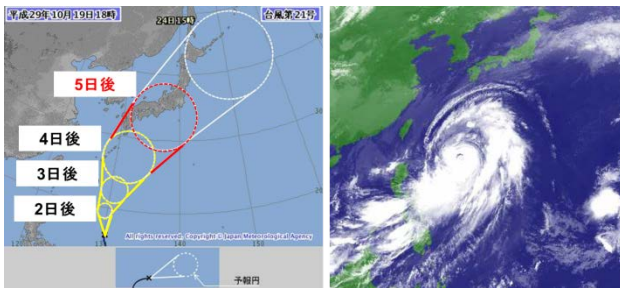 平成29年10月19日18時
台風第21号
24日15時
5日後
4日後
3日後
2日後
All rights reserved. Copyright © Japan Meteorological Agency
140
予報円